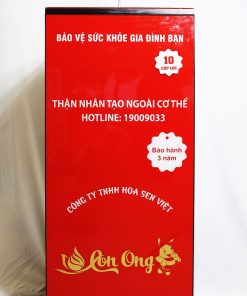 BẢO VỆ SỨC KHỎE GIA ĐÌNH BẠN
10
CẤP LỌC
THẬN NHÂN TẠO NGOÀI CƠ THỂ
HOTLINE: 19009033
Bảo hành
3 năm
CÔNG TY TNHH HOA SEN VIỆT
Con Ong